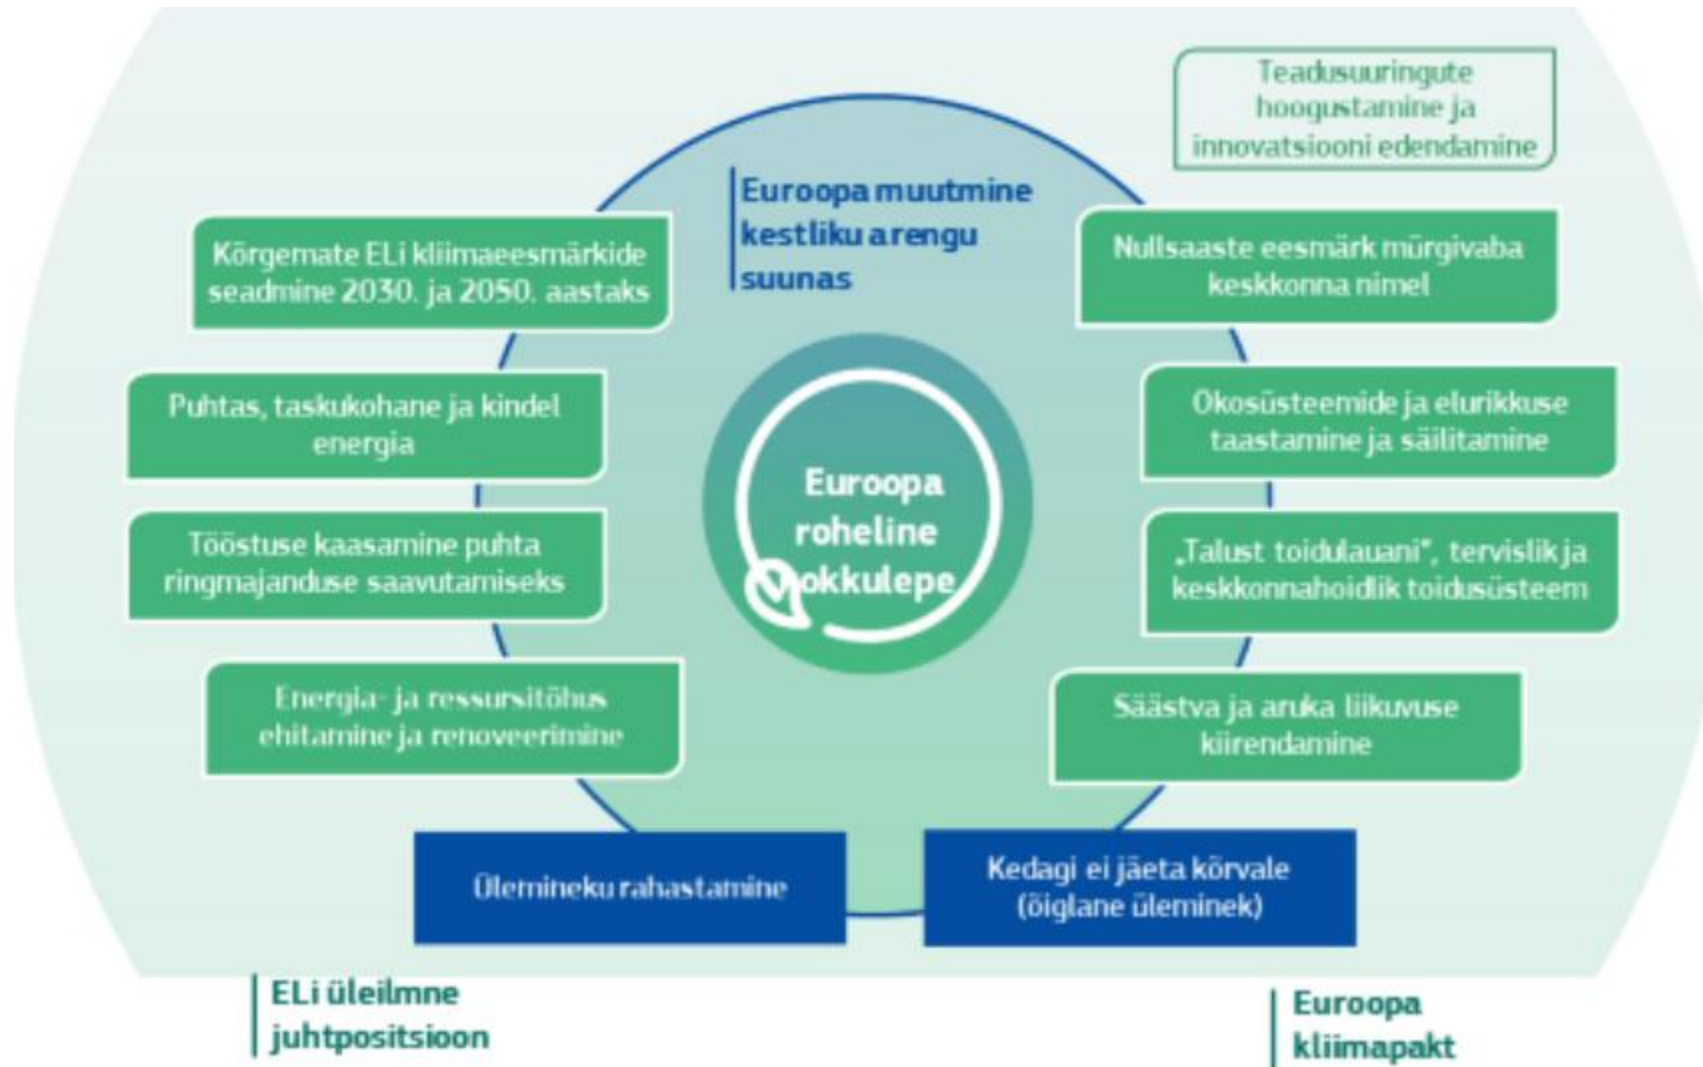 Teadusuuringute
hoogustamine ja
innovatsiooni edendamine
Euroopa muutmine
kestliku arengu
suunas
Kõrgemate ELi kliimaeesmärkide
seadmine 2030. ja 2050. aastaks
Nullsaaste eesmärk mürgivaba
keskkonna nimel
Puhtas, taskukohane ja kindel
energia
Okosüsteemide ja elurikkuse
taastamine ja säilitamine
Euroopa
roheline
okkulepe
Tööstuse kaasamine puhta
ringmajanduse saavutamiseks
„Talust toidulauani”, tervislik ja
keskkonnahoidlik toidusüsteem
Energia- ja ressursitõhus
ehitamine ja renoveerimine
Säästva ja aruka liikuvuse
kiirendamine
Ülemineku rahastamine
Kedagi ei jäeta kõrvale
(õiglane üleminek)
ELi üleilmne
juhtpositsioon
Euroopa
kliimapakt